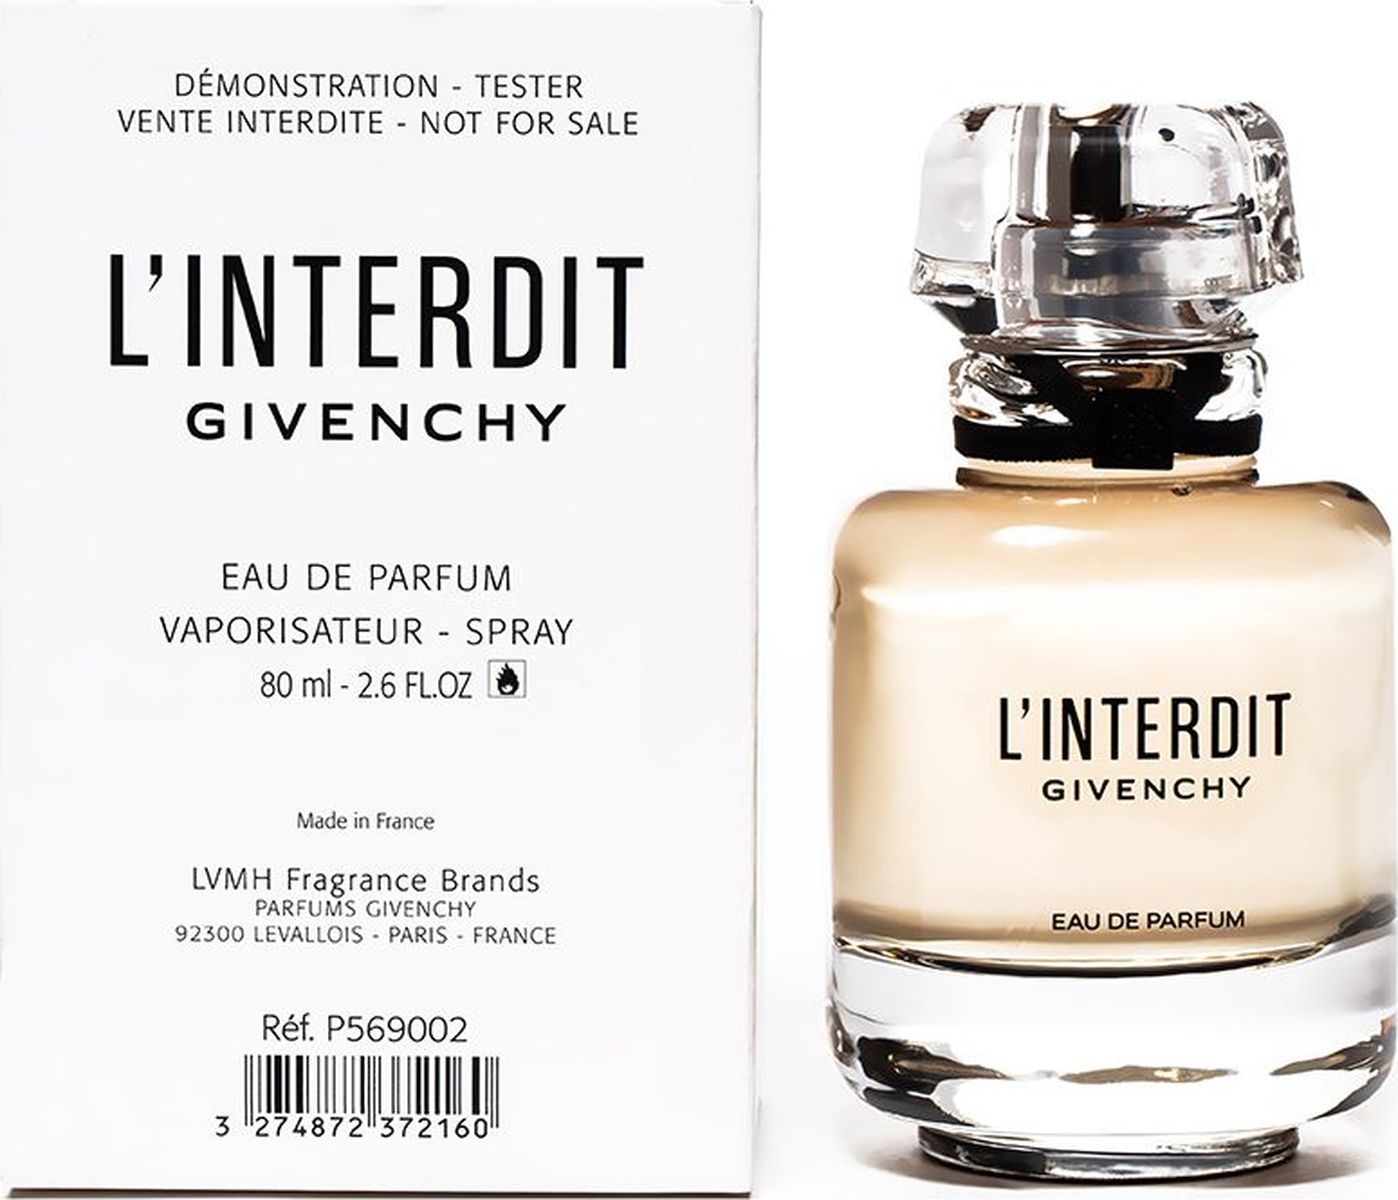 DÉMONSTRATION - TESTER
VENTE INTERDITE - NOT FOR SALE
L'INTERDIT
GIVENCHY
EAU DE PARFUM
VAPORISATEUR - SPRAY
80 ml - 2.6 FL.OZ
Made in France
LVMH Fragrance Brands
PARFUMS GIVENCHY
92300 LEVALLOIS - PARIS - FRANCE
Réf. P569002
3 274872 372160
L'INTERDIT
GIVENCHY
EAU DE PARFUM